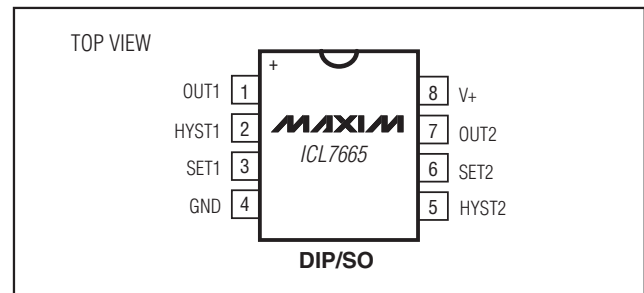 TOP VIEW
+
OUT1 1
HYST1 2
SET1 3
GND 4
MAXIM
ICL7665
8 V+
7 OUT2
6 SET2
5 HYST2
DIP/SO